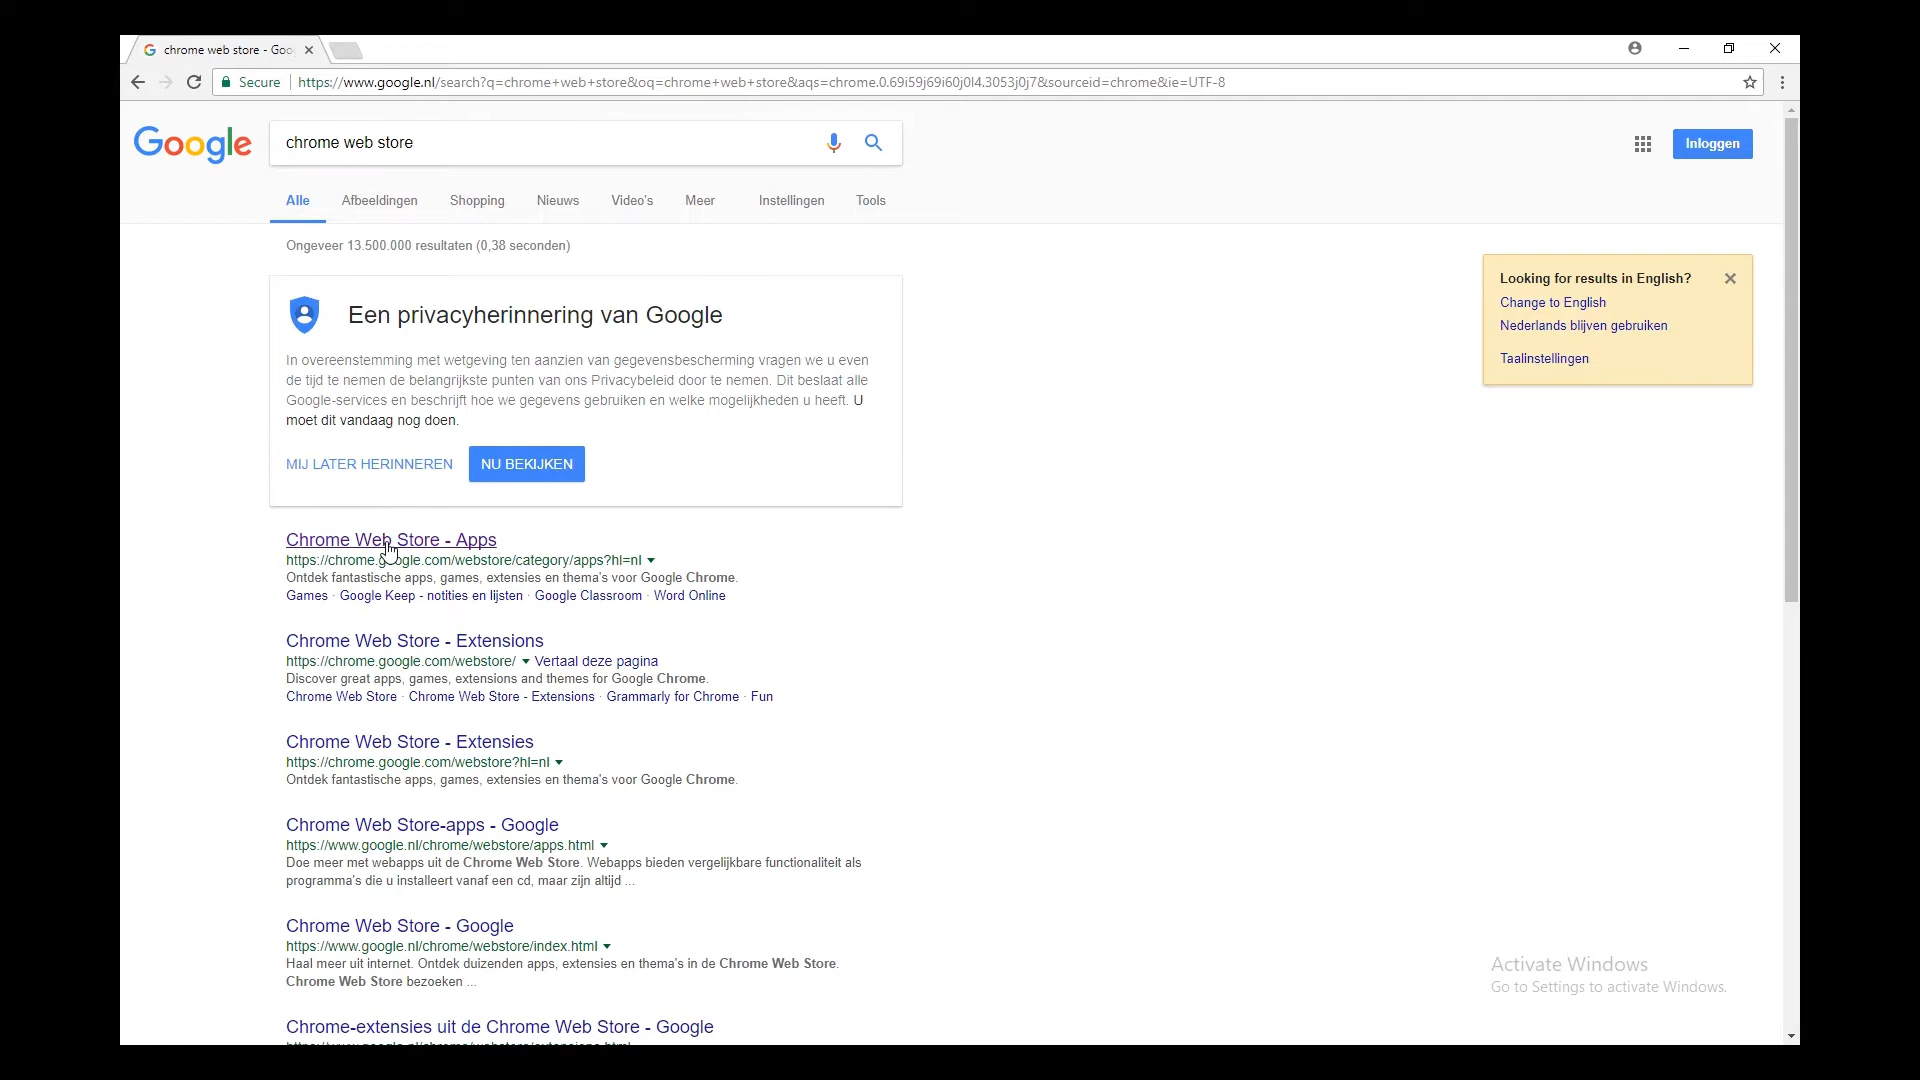 chrome web store - Goo
Secure https://www.google.nl/search?q=chrome+web+store&oq=chrome+web+store&aqs=chrome.0.69i59j69i60j0l4.3053j0j7&sourceid=chrome&ie=UTF-8
Google
chrome web store
Inloggen
Alle Afbeeldingen Shopping Nieuws Video's Meer Instellingen Tools
Ongeveer 13.500.000 resultaten (0,38 seconden)
Looking for results in English?
Change to English
Nederlands blijven gebruiken
Taalinstellingen
Een privacyherinnering van Google
In overeenstemming met wetgeving ten aanzien van gegevensbescherming vragen we u even
de tijd te nemen de belangrijkste punten van ons Privacybeleid door te nemen. Dit beslaat alle
Google-services en beschrijft hoe we gegevens gebruiken en welke mogelijkheden u heeft. U
moet dit vandaag nog doen.
MIJ LATER HERINNEREN NU BEKIJKEN
Chrome Web Store - Apps
https://chrome.google.com/webstore/category/apps?hl=nl
Ontdek fantastische apps, games, extensies en thema's voor Google Chrome.
Games · Google Keep - notities en lijsten · Google Classroom · Word Online
Chrome Web Store - Extensions
https://chrome.google.com/webstore/ Vertaal deze pagina
Discover great apps, games, extensions and themes for Google Chrome.
Chrome Web Store · Chrome Web Store - Extensions · Grammarly for Chrome · Fun
Chrome Web Store - Extensies
https://chrome.google.com/webstore?hl=nl
Ontdek fantastische apps, games, extensies en thema's voor Google Chrome.
Chrome Web Store-apps - Google
https://www.google.nl/chrome/webstore/apps.html
Doe meer met webapps uit de Chrome Web Store. Webapps bieden vergelijkbare functionaliteit als
programma's die u installeert vanaf een cd, maar zijn altijd ...
Chrome Web Store - Google
https://www.google.nl/chrome/webstore/index.html
Haal meer uit internet. Ontdek duizenden apps, extensies en thema's in de Chrome Web Store.
Chrome Web Store bezoeken ...
Chrome-extensies uit de Chrome Web Store - Google
Activate Windows
Go to Settings to activate Windows.